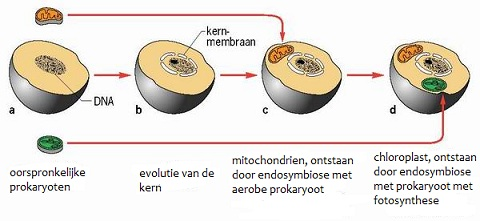 kern-
membraan
DNA
a
b
c
d
oorspronkelijke
prokaryoten
evolutie van de
kern
mitochondrien, ontstaan
door endosymbiose met
aerobe prokaryoot
chloroplast, ontstaan
door endosymbiose
met prokaryoot met
fotosynthese